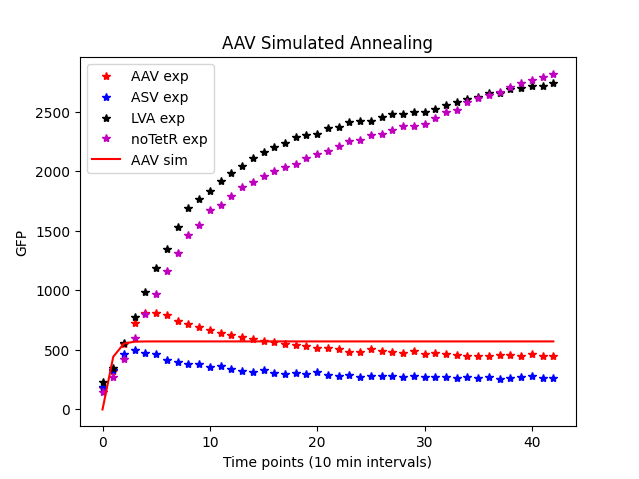 AAV Simulated Annealing
AAV exp
ASV exp
LVA exp
noTetR exp
AAV sim
GFP
2500
2000
1500
1000
500
0
0 10 20 30 40
Time points (10 min intervals)